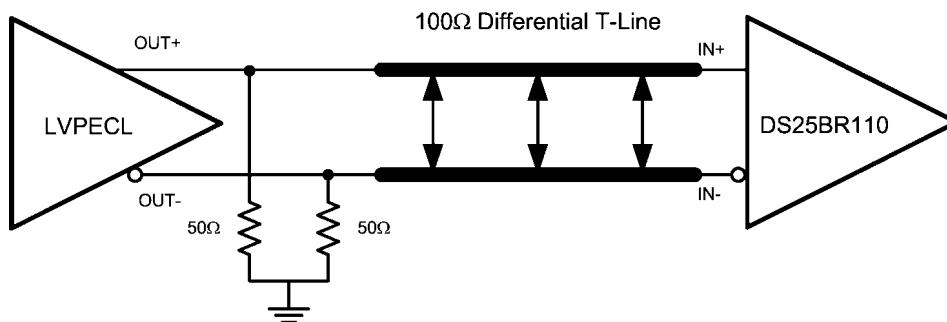 100Ω Differential T-Line
OUT+
IN+
LVPECL
DS25BR110
OUT-
IN-
50Ω
50Ω